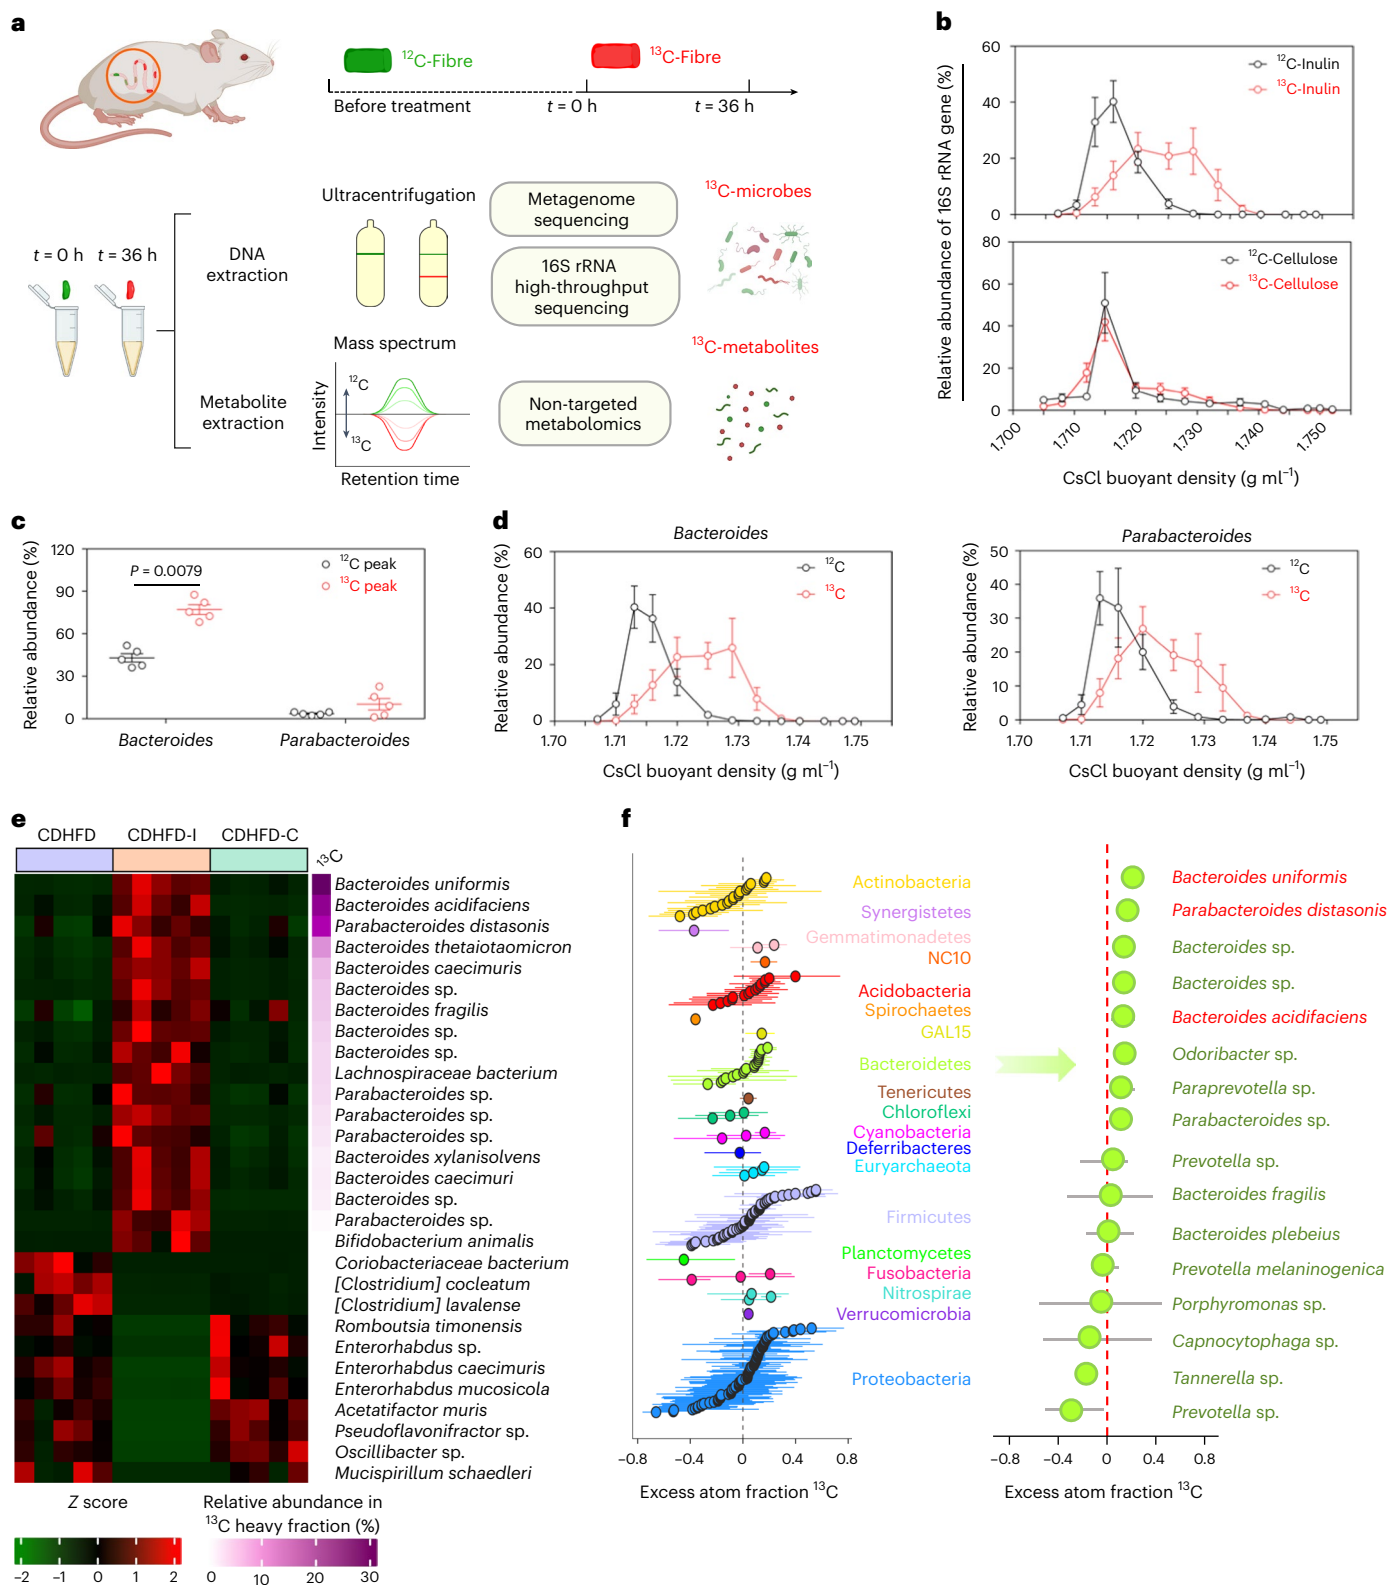 a
12C-Fibre
13C-Fibre
Before treatment
t = 0 h
t = 36 h
t = 0 h
t = 36 h
DNA
extraction
Metabolite
extraction
Ultracentrifugation
Mass spectrum
Intensity
12C
13C
Retention time
Metagenome
sequencing
16S rRNA
high-throughput
sequencing
Non-targeted
metabolomics
13C-microbes
13C-metabolites
b
Relative abundance of 16S rRNA gene (%)
60
40
20
0
12C-Inulin
13C-Inulin
80
60
40
20
0
12C-Cellulose
13C-Cellulose
1.700
1.710
1.720
1.730
1.740
1.750
CsCl buoyant density (g ml−1)
c
Relative abundance (%)
120
90
60
30
0
P = 0.0079
12C peak
13C peak
Bacteroides
Parabacteroides
d
Bacteroides
Relative abundance (%)
60
40
20
0
12C
13C
1.70
1.71
1.72
1.73
1.74
1.75
CsCl buoyant density (g ml−1)
Parabacteroides
Relative abundance (%)
50
40
30
20
10
0
12C
13C
1.70
1.71
1.72
1.73
1.74
1.75
CsCl buoyant density (g ml−1)
e
CDHFD
CDHFD-I
CDHFD-C
13C
Bacteroides uniformis
Bacteroides acidifaciens
Parabacteroides distasonis
Bacteroides thetaiotaomicron
Bacteroides caecimuris
Bacteroides sp.
Bacteroides fragilis
Bacteroides sp.
Bacteroides sp.
Lachnospiraceae bacterium
Parabacteroides sp.
Parabacteroides sp.
Parabacteroides sp.
Bacteroides xylanisolvens
Bacteroides caecimuri
Bacteroides sp.
Parabacteroides sp.
Bifidobacterium animalis
Coriobacteriaceae bacterium
[Clostridium] cocleatum
[Clostridium] lavalense
Romboutsia timonensis
Enterorhabdus sp.
Enterorhabdus caecimuris
Enterorhabdus mucosicola
Acetatifactor muris
Pseudoflavonifractor sp.
Oscillibacter sp.
Mucispirillum schaedleri
Z score
−2
−1
0
1
2
Relative abundance in
13C heavy fraction (%)
0
10
20
30
f
Actinobacteria
Synergistetes
Gemmatimonadetes
NC10
Acidobacteria
Spirochaetes
GAL15
Bacteroidetes
Tenericutes
Chloroflexi
Cyanobacteria
Deferribacteres
Euryarchaeota
Firmicutes
Planctomycetes
Fusobacteria
Nitrospirae
Verrucomicrobia
Proteobacteria
−0.8
−0.4
0
0.4
0.8
Excess atom fraction 13C
Bacteroides uniformis
Parabacteroides distasonis
Bacteroides sp.
Bacteroides sp.
Bacteroides acidifaciens
Odoribacter sp.
Paraprevotella sp.
Parabacteroides sp.
Prevotella sp.
Bacteroides fragilis
Bacteroides plebeius
Prevotella melaninogenica
Porphyromonas sp.
Capnocytophaga sp.
Tannerella sp.
Prevotella sp.
−0.8
−0.4
0
0.4
0.8
Excess atom fraction 13C